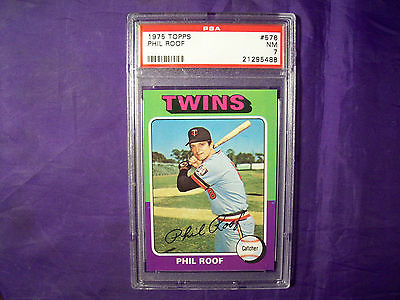 PSA
1975 TOPPS #576
PHIL ROOF NM
7
21295488
TWINS
Phil Roof
Catcher
PHIL ROOF